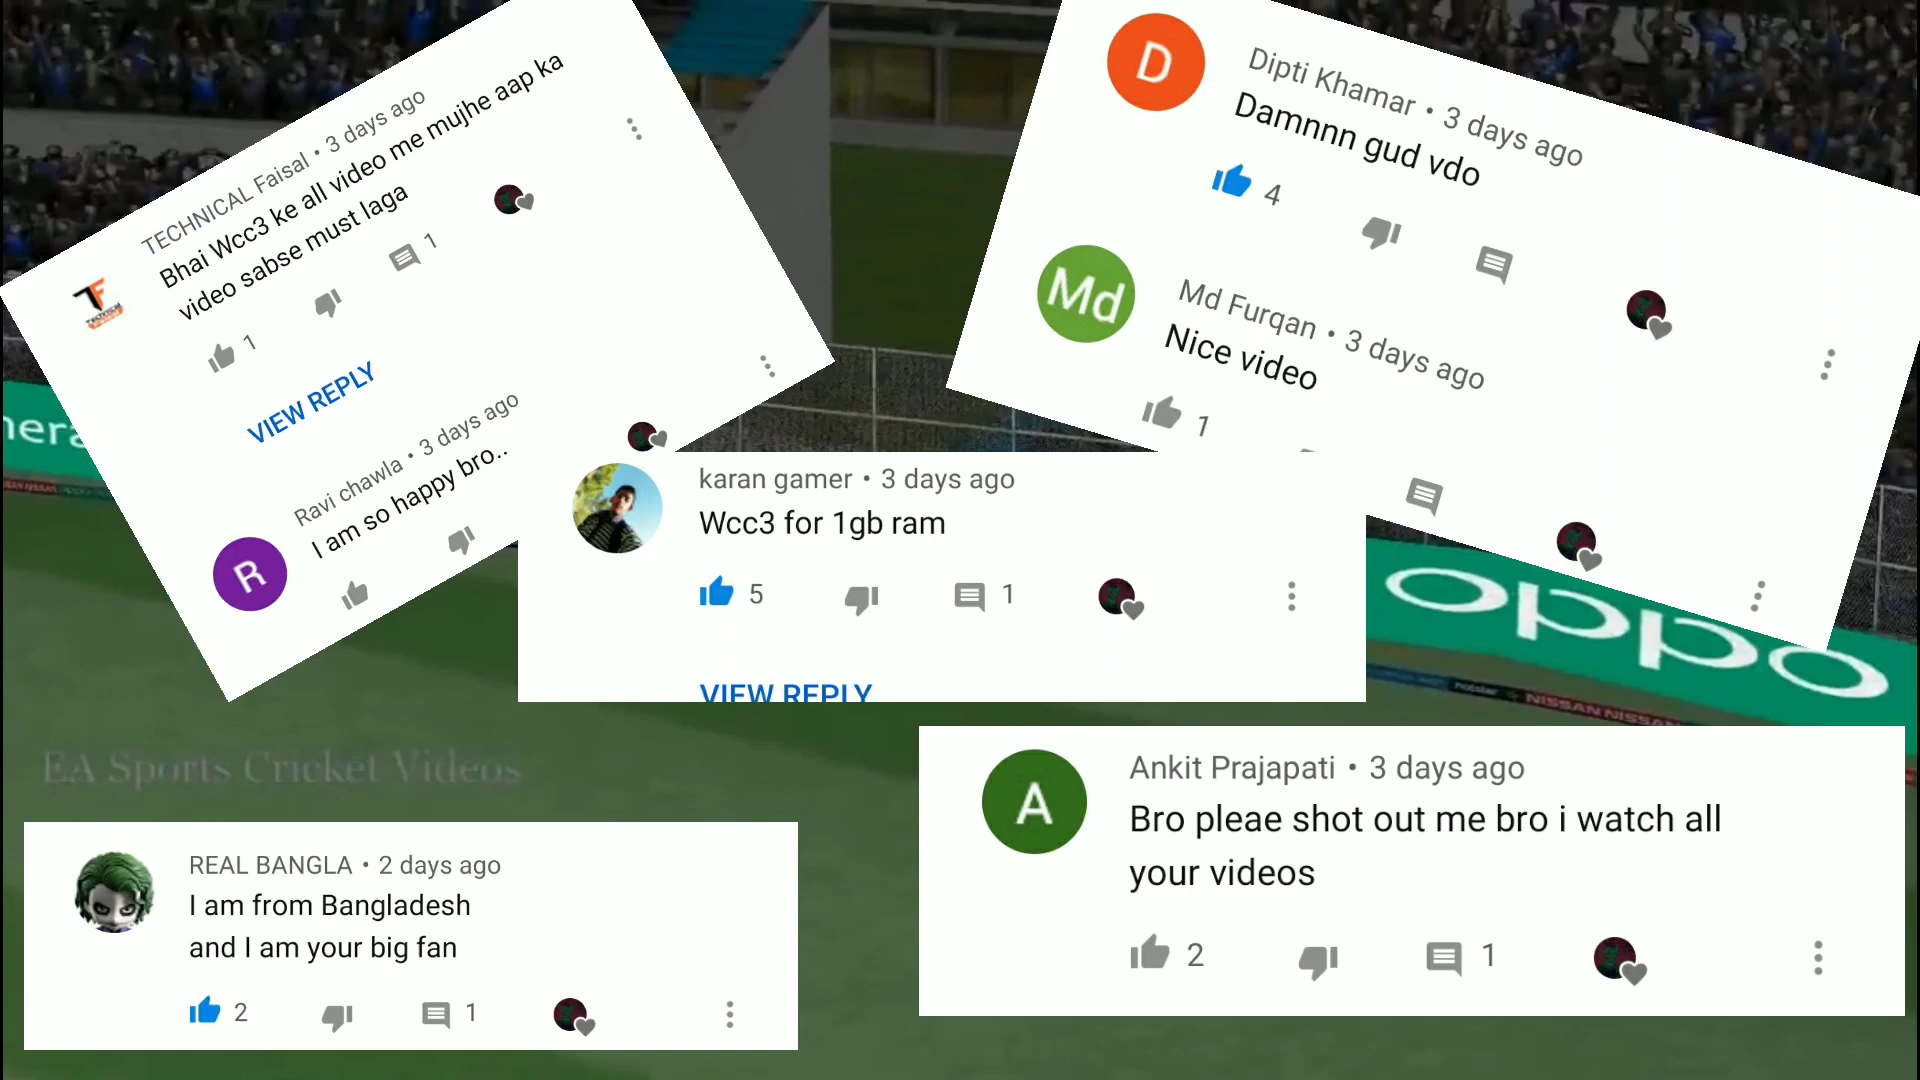 TECHNICAL Faisal • 3 days ago
Bhai Wcc3 ke all video me mujhe aap ka
video sabse must laga
1
1
VIEW REPLY
Ravi chawla • 3 days ago
I am so happy bro..
R
D
Dipti Khamar • 3 days ago
Damnnn gud vdo
4
Md
Md Furqan • 3 days ago
Nice video
1
karan gamer • 3 days ago
Wcc3 for 1gb ram
5
1
VIEW REPLY
oppo
NISSAN NISSAN
EA Sports Cricket Videos
A
Ankit Prajapati • 3 days ago
Bro pleae shot out me bro i watch all
your videos
2
1
REAL BANGLA • 2 days ago
I am from Bangladesh
and I am your big fan
2
1